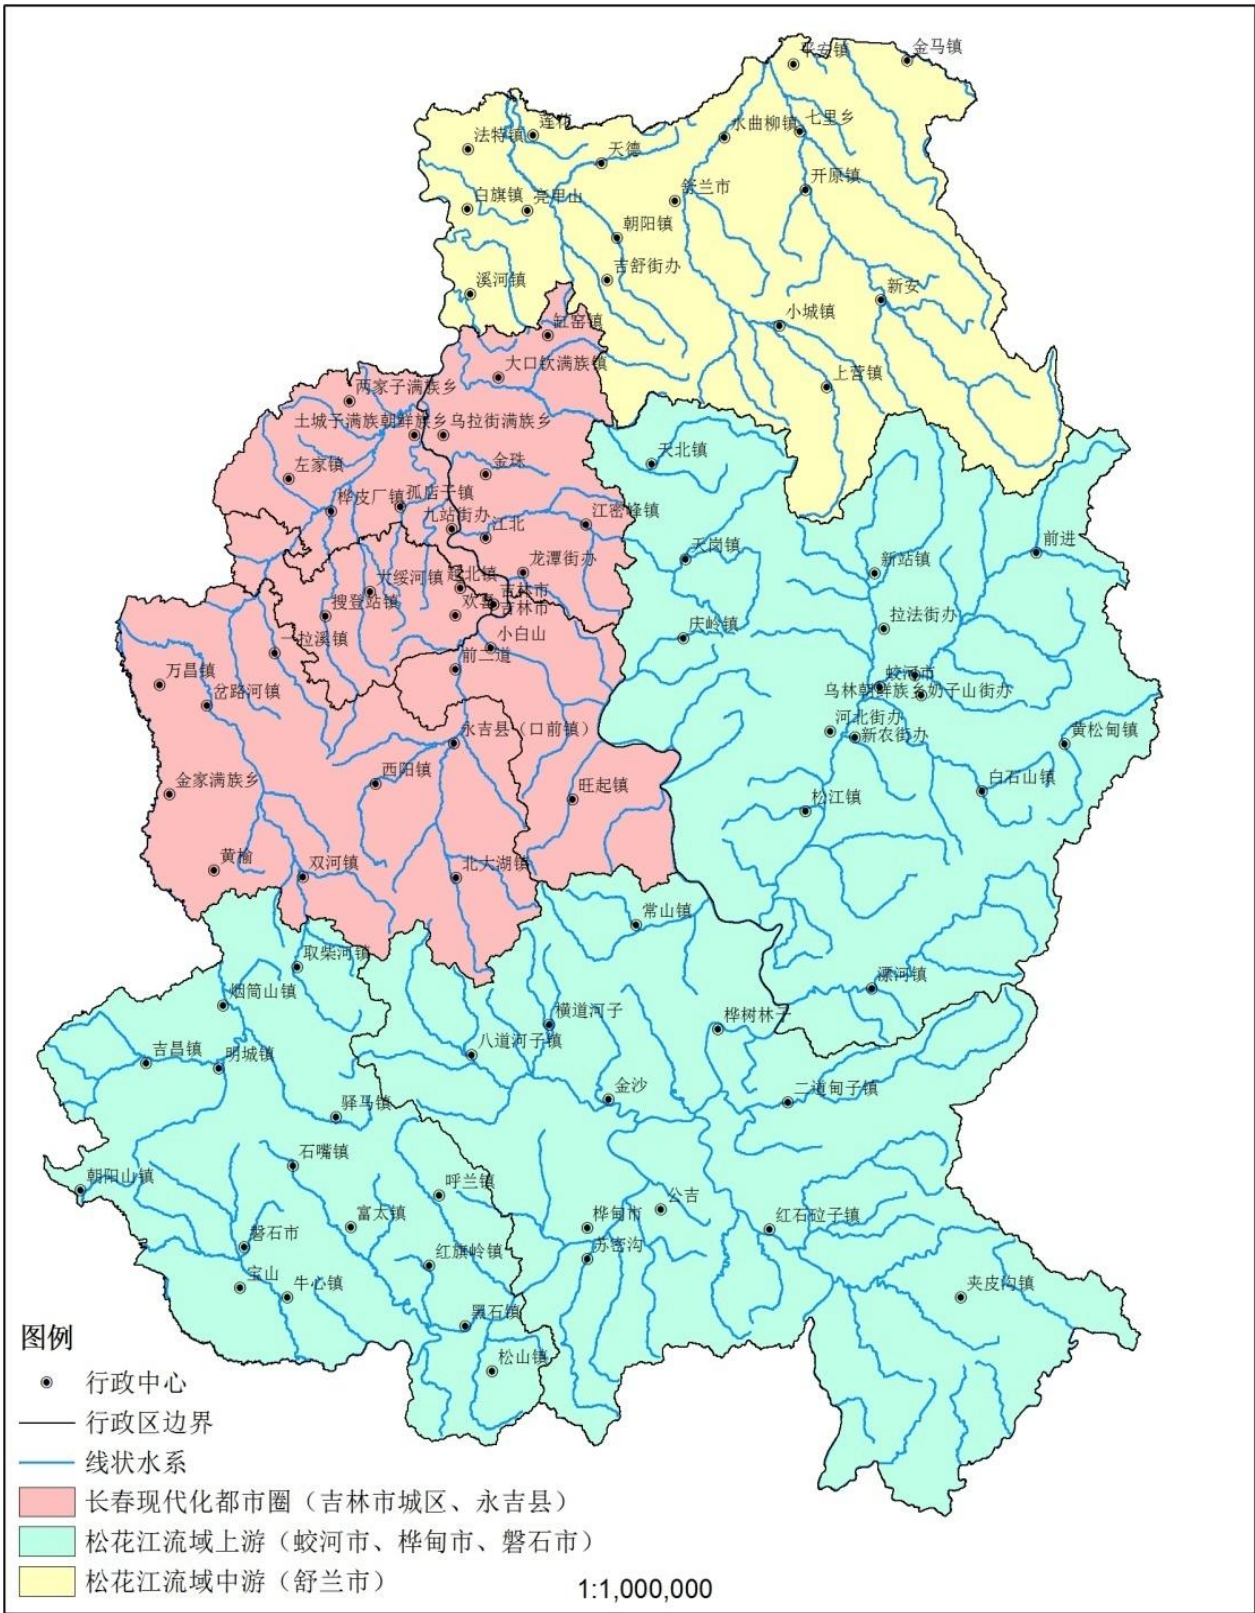 平安镇
金马镇
莲花
法特镇
水曲柳镇
七里乡
天德
开原镇
舒兰市
白旗镇
亮甲山
朝阳镇
吉舒街办
溪河镇
新安
小城镇
缸窑镇
大口钦满族镇
上营镇
两家子满族乡
土城子满族朝鲜族乡
乌拉街满族乡
天北镇
金珠
左家镇
桦皮厂镇
孤店子镇
九站街办
江北
江密峰镇
天岗镇
前进
新站镇
龙潭街办
大绥河镇
越北镇
吉林市
吉林市
搜登站镇
欢喜
拉法街办
一拉溪镇
小白山
庆岭镇
前二道
万昌镇
岔路河镇
蛟河市
乌林朝鲜族乡
奶子山街办
永吉县（口前镇）
河北街办
新农街办
黄松甸镇
西阳镇
金家满族乡
旺起镇
松江镇
白石山镇
黄榆
双河镇
北大湖镇
常山镇
取柴河镇
漂河镇
烟筒山镇
横道河子
桦树林子
八道河子镇
吉昌镇
明城镇
金沙
二道甸子镇
驿马镇
石嘴镇
朝阳山镇
呼兰镇
公吉
富太镇
桦甸市
红石砬子镇
磐石市
苏密沟
红旗岭镇
宝山
牛心镇
夹皮沟镇
黑石镇
松山镇
图例
行政中心
行政区边界
线状水系
长春现代化都市圈（吉林市城区、永吉县）
松花江流域上游（蛟河市、桦甸市、磐石市）
松花江流域中游（舒兰市）
1:1,000,000